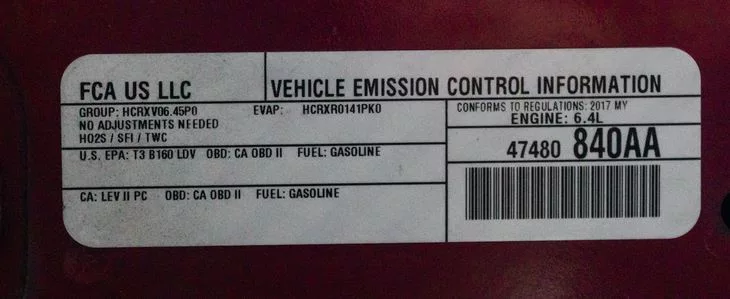 FCA US LLC
VEHICLE EMISSION CONTROL INFORMATION
GROUP: HCRXV06.45P0 EVAP: HCRXR0141PK0
NO ADJUSTMENTS NEEDED
HO2S / SFI / TWC
U.S. EPA: T3 B160 LDV OBD: CA OBD II FUEL: GASOLINE
CA: LEV II PC OBD: CA OBD II FUEL: GASOLINE
CONFORMS TO REGULATIONS: 2017 MY
ENGINE: 6.4L
47480 840AA